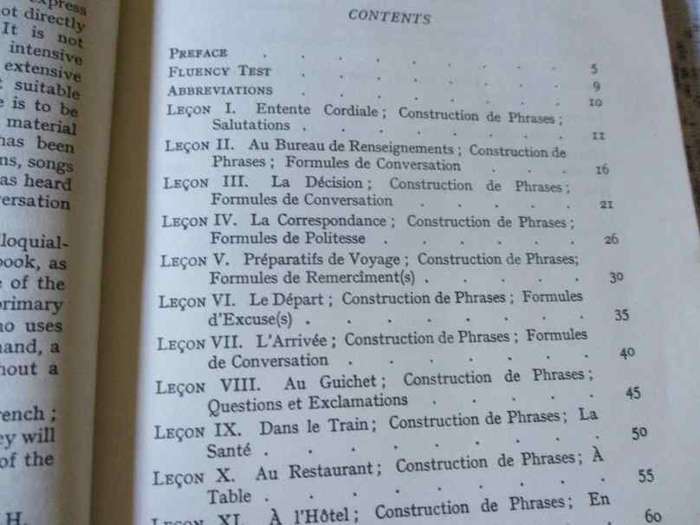 express
ot directly
It is not
intensive
extensive
suitable
e is to be
material
has been
ns, songs
as heard
versation
lloquial-
book, as
e of the
primary
ho uses
hand, a
hout a
rench ;
ey will
of the
H.
CONTENTS
PREFACE . . . . . . . 5
FLUENCY TEST . . . . . . . 9
ABBREVIATIONS . . . . . . . 10
LEÇON I. Entente Cordiale ; Construction de Phrases ;
Salutations . . . . . . . 11
LEÇON II. Au Bureau de Renseignements ; Construction de
Phrases ; Formules de Conversation . . . 16
LEÇON III. La Décision ; Construction de Phrases ;
Formules de Conversation . . . . . 21
LEÇON IV. La Correspondance ; Construction de Phrases ;
Formules de Politesse . . . . . . 26
LEÇON V. Préparatifs de Voyage ; Construction de Phrases;
Formules de Remercîment(s) . . . . . 30
LEÇON VI. Le Départ ; Construction de Phrases ; Formules
d'Excuse(s) . . . . . . . 35
LEÇON VII. L'Arrivée ; Construction de Phrases ; Formules
de Conversation . . . . . . 40
LEÇON VIII. Au Guichet ; Construction de Phrases ;
Questions et Exclamations . . . . . 45
LEÇON IX. Dans le Train ; Construction de Phrases ; La
Santé . . . . . . . . 50
LEÇON X. Au Restaurant ; Construction de Phrases ; À
Table . . . . . . . . 55
LEÇON XI. À l'Hôtel ; Construction de Phrases ; En
60